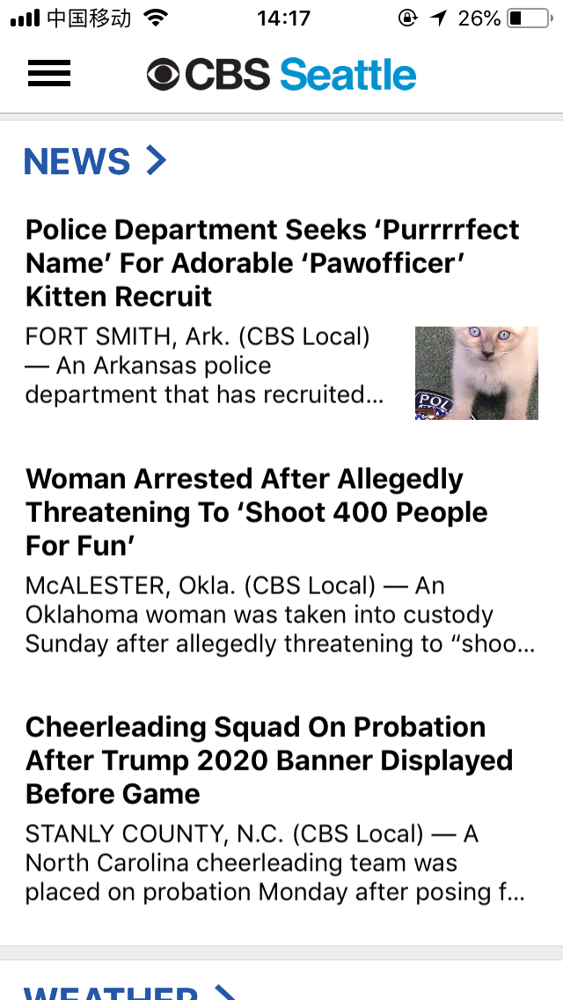 中国移动 14:17 26%
CBS Seattle
NEWS
Police Department Seeks ‘Purrrrfect
Name’ For Adorable ‘Pawofficer’
Kitten Recruit
FORT SMITH, Ark. (CBS Local)
— An Arkansas police
department that has recruited...
POL
Woman Arrested After Allegedly
Threatening To ‘Shoot 400 People
For Fun’
McALESTER, Okla. (CBS Local) — An
Oklahoma woman was taken into custody
Sunday after allegedly threatening to “shoo...
Cheerleading Squad On Probation
After Trump 2020 Banner Displayed
Before Game
STANLY COUNTY, N.C. (CBS Local) — A
North Carolina cheerleading team was
placed on probation Monday after posing f...
WEATHER